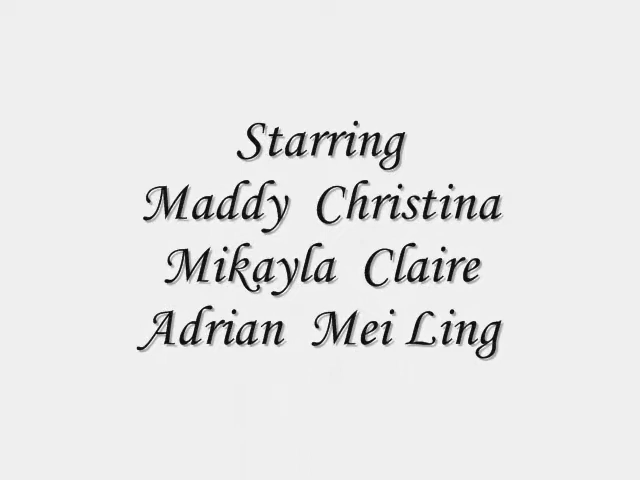 Starring
Maddy Christina
Mikayla Claire
Adrian Mei Ling